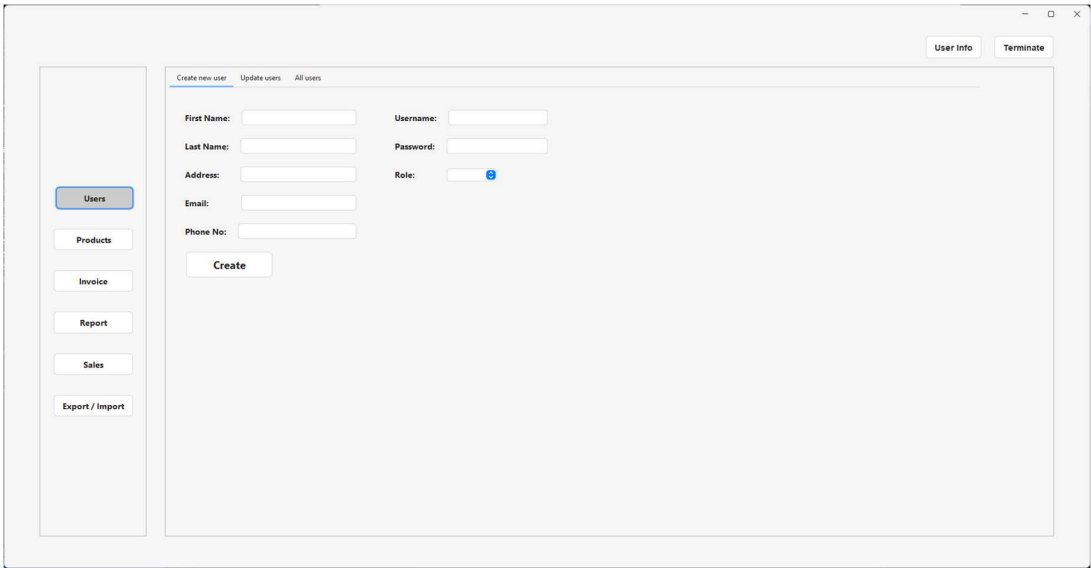 User Info
Terminate
Create new user Update users All users
First Name:
Username:
Last Name:
Password:
Address:
Role:
Email:
Phone No:
Create
Users
Products
Invoice
Report
Sales
Export / Import